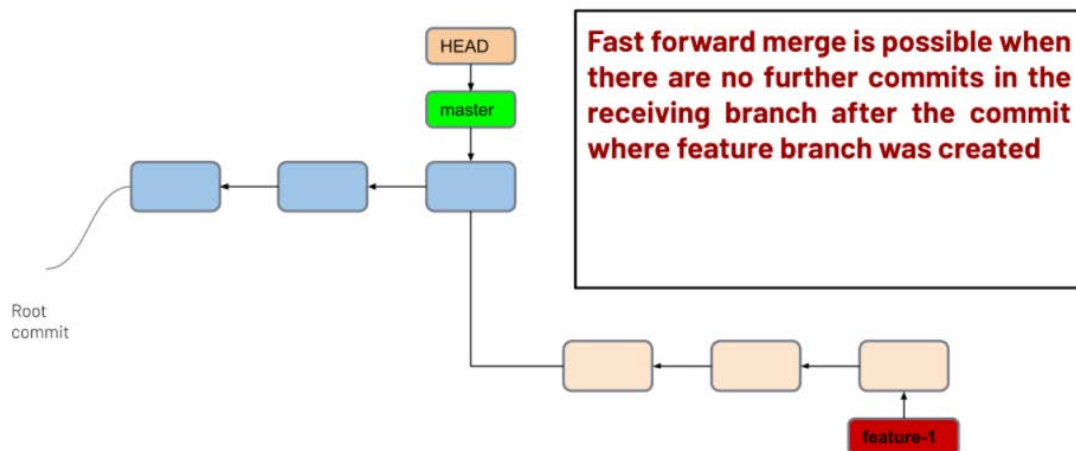 HEAD
master
Fast forward merge is possible when
there are no further commits in the
receiving branch after the commit
where feature branch was created
Root
commit
feature-1